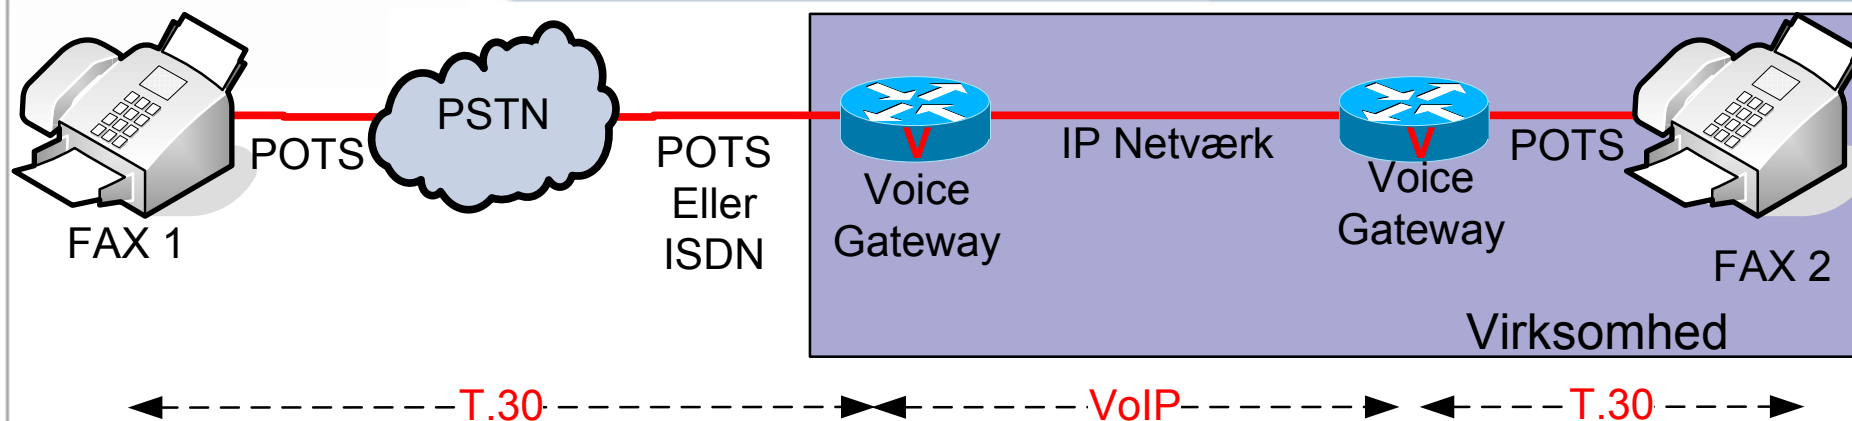 PSTN
POTS
FAX 1
POTS
Eller
ISDN
V
Voice
Gateway
IP Netværk
V
Voice
Gateway
POTS
FAX 2
Virksomhed
T.30
VoIP
T.30